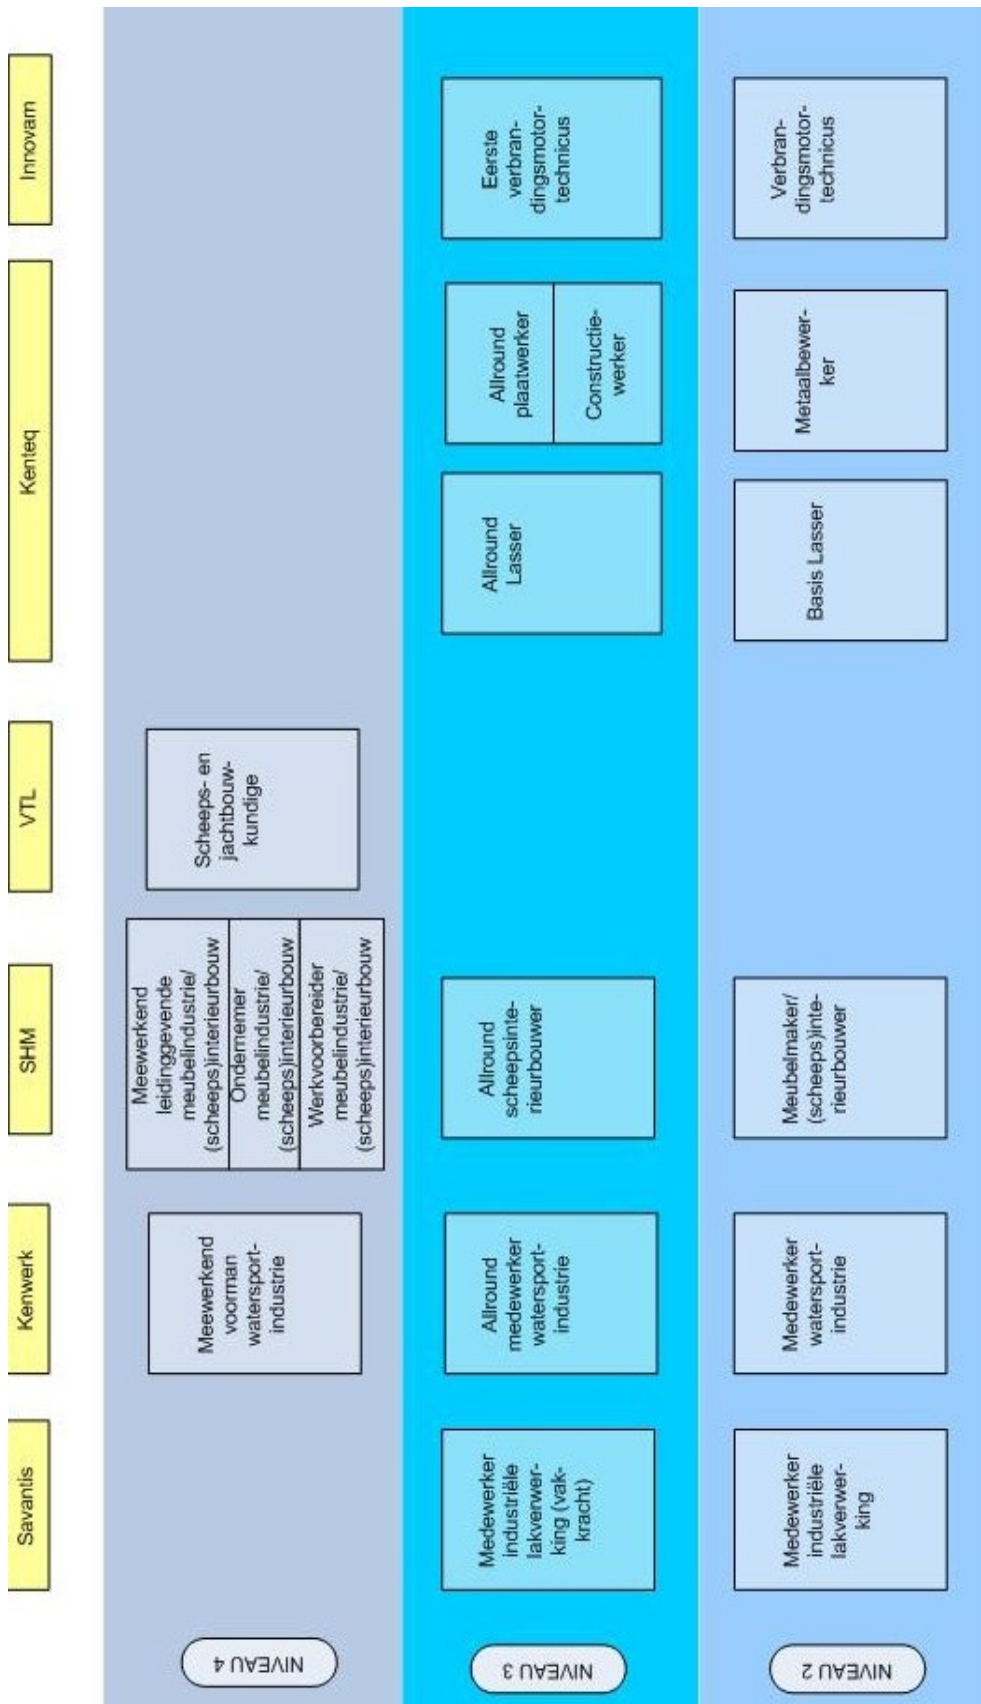 Savantis
Kenwerk
SHM
VTL
Kenteq
Innovam
NIVEAU 4
Meewerkend
voorman
watersport-
industrie
Meewerkend
leidinggevende
meubelindustrie/
(scheeps)interieurbouw
Ondernemer
meubelindustrie/
(scheeps)interieurbouw
Werkvoorbereider
meubelindustrie/
(scheeps)interieurbouw
Scheeps- en
jachtbouw-
kundige
NIVEAU 3
Medewerker
industriële
lakverwer-
king (vak-
kracht)
Allround
medewerker
watersport-
industrie
Allround
scheepsinte-
rieurbouwer
Allround
Lasser
Allround
plaatwerker
Constructie-
werker
Eerste
verbran-
dingsmotor-
technicus
NIVEAU 2
Medewerker
industriële
lakverwer-
king
Medewerker
watersport-
industrie
Meubelmaker/
(scheeps)inte-
rieurbouwer
Basis Lasser
Metaalbewer-
ker
Verbran-
dingsmotor-
technicus